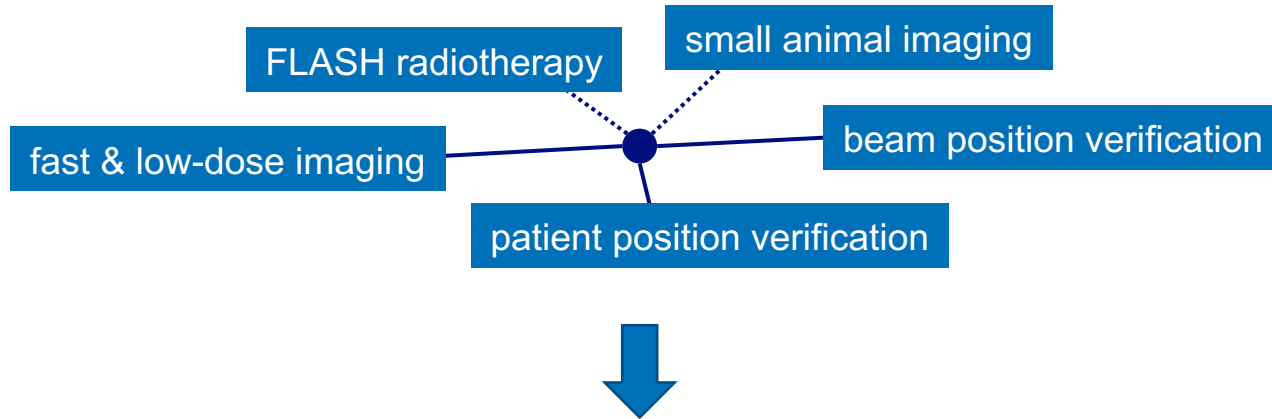 small animal imaging
FLASH radiotherapy
beam position verification
fast & low-dose imaging
patient position verification